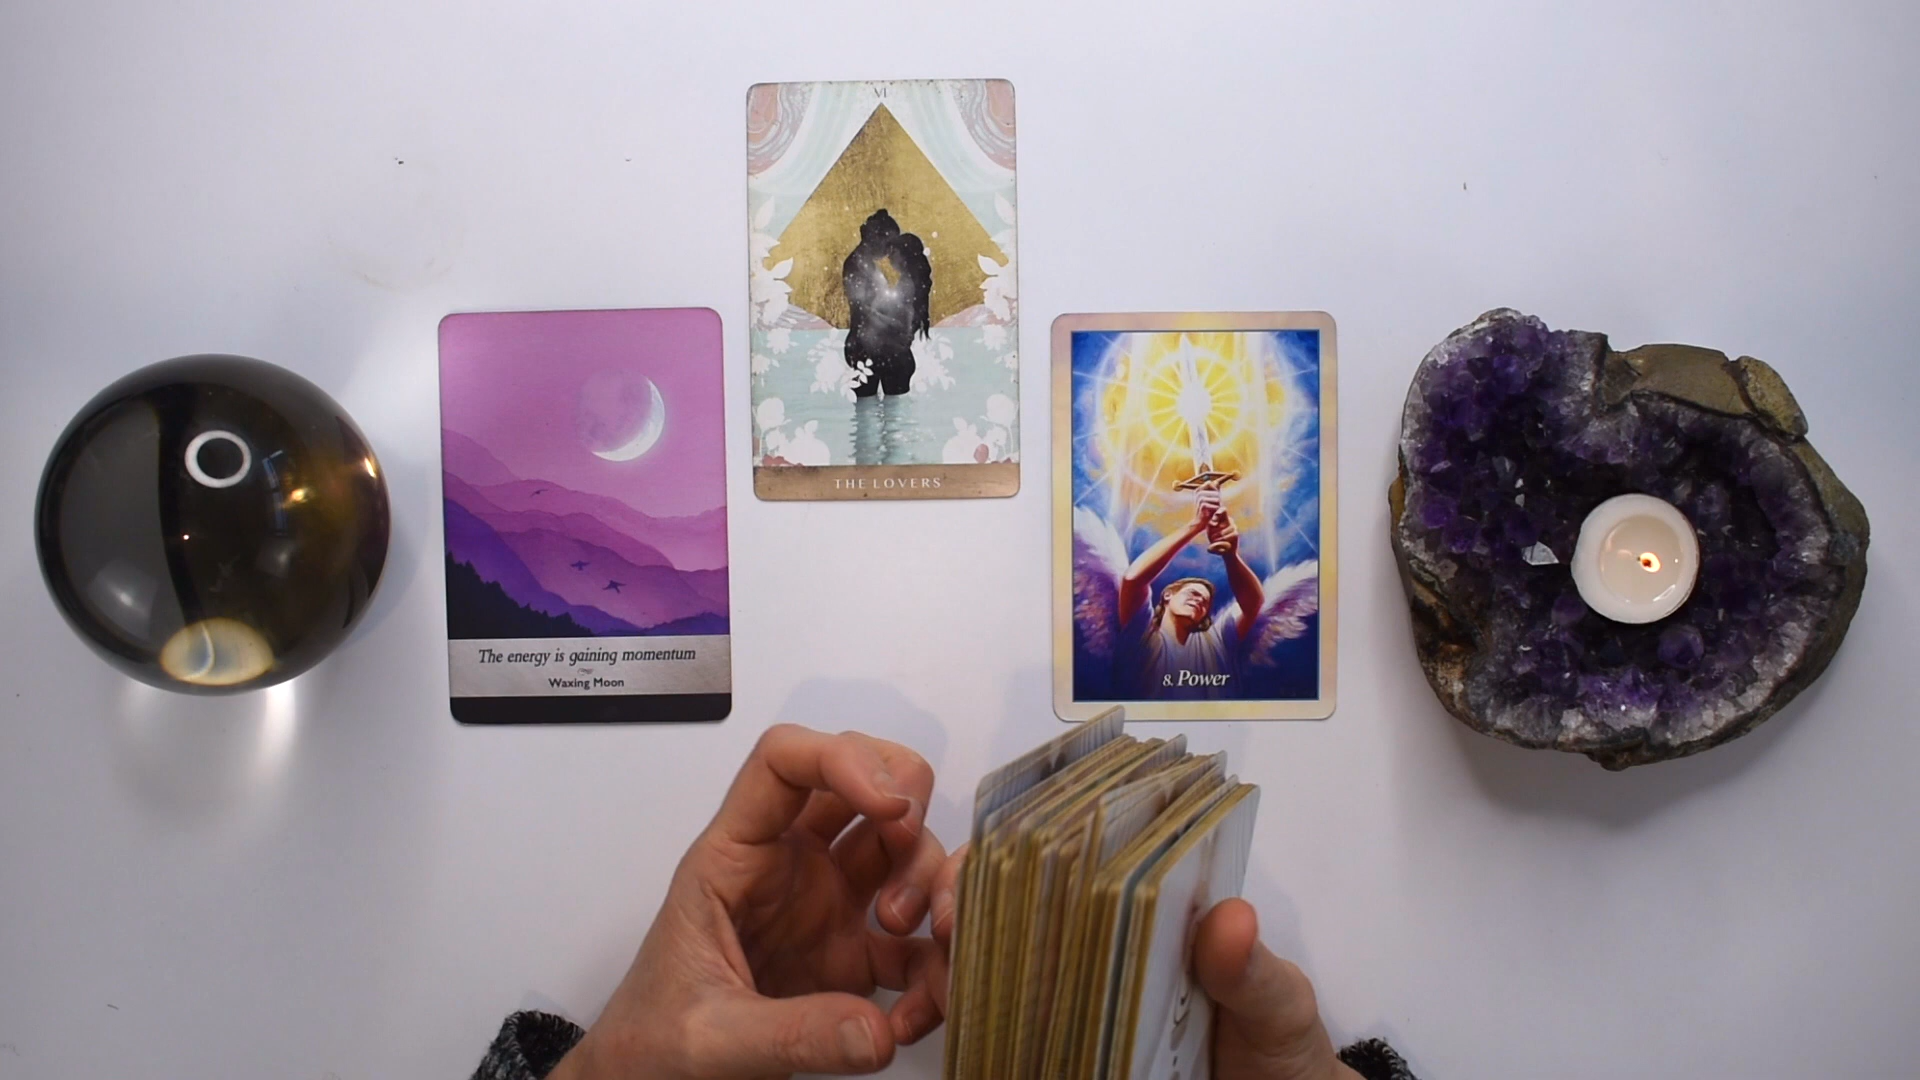 The energy is gaining momentum
Waxing Moon
VI
THE LOVERS
8. Power